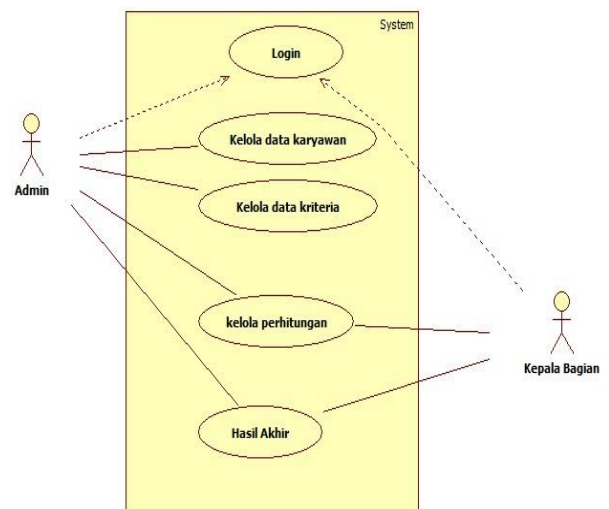 System
Login
Kelola data karyawan
Admin
Kelola data kriteria
kelola perhitungan
Kepala Bagian
Hasil Akhir